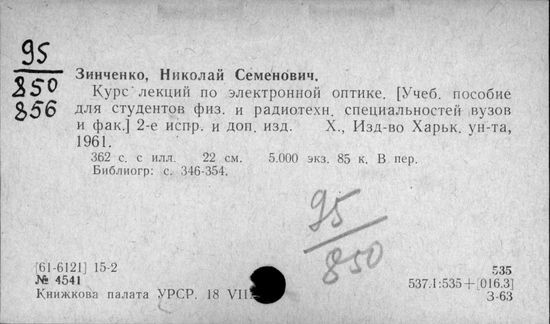 95
850
856
Зинченко, Николай Семенович.
Курс лекций по электронной оптике. [Учеб. пособие
для студентов физ. и радиотехн. специальностей вузов
и фак.] 2-е испр. и доп. изд. Х., Изд-во Харьк. ун-та,
1961.
362 с. с илл. 22 см. 5.000 экз. 85 к. В пер.
Библиогр: с. 346-354.
95
850
[61-6121] 15-2
№ 4541
Книжкова палата УРСР. 18 VIII
535
537.1:535+[016.3]
З-63